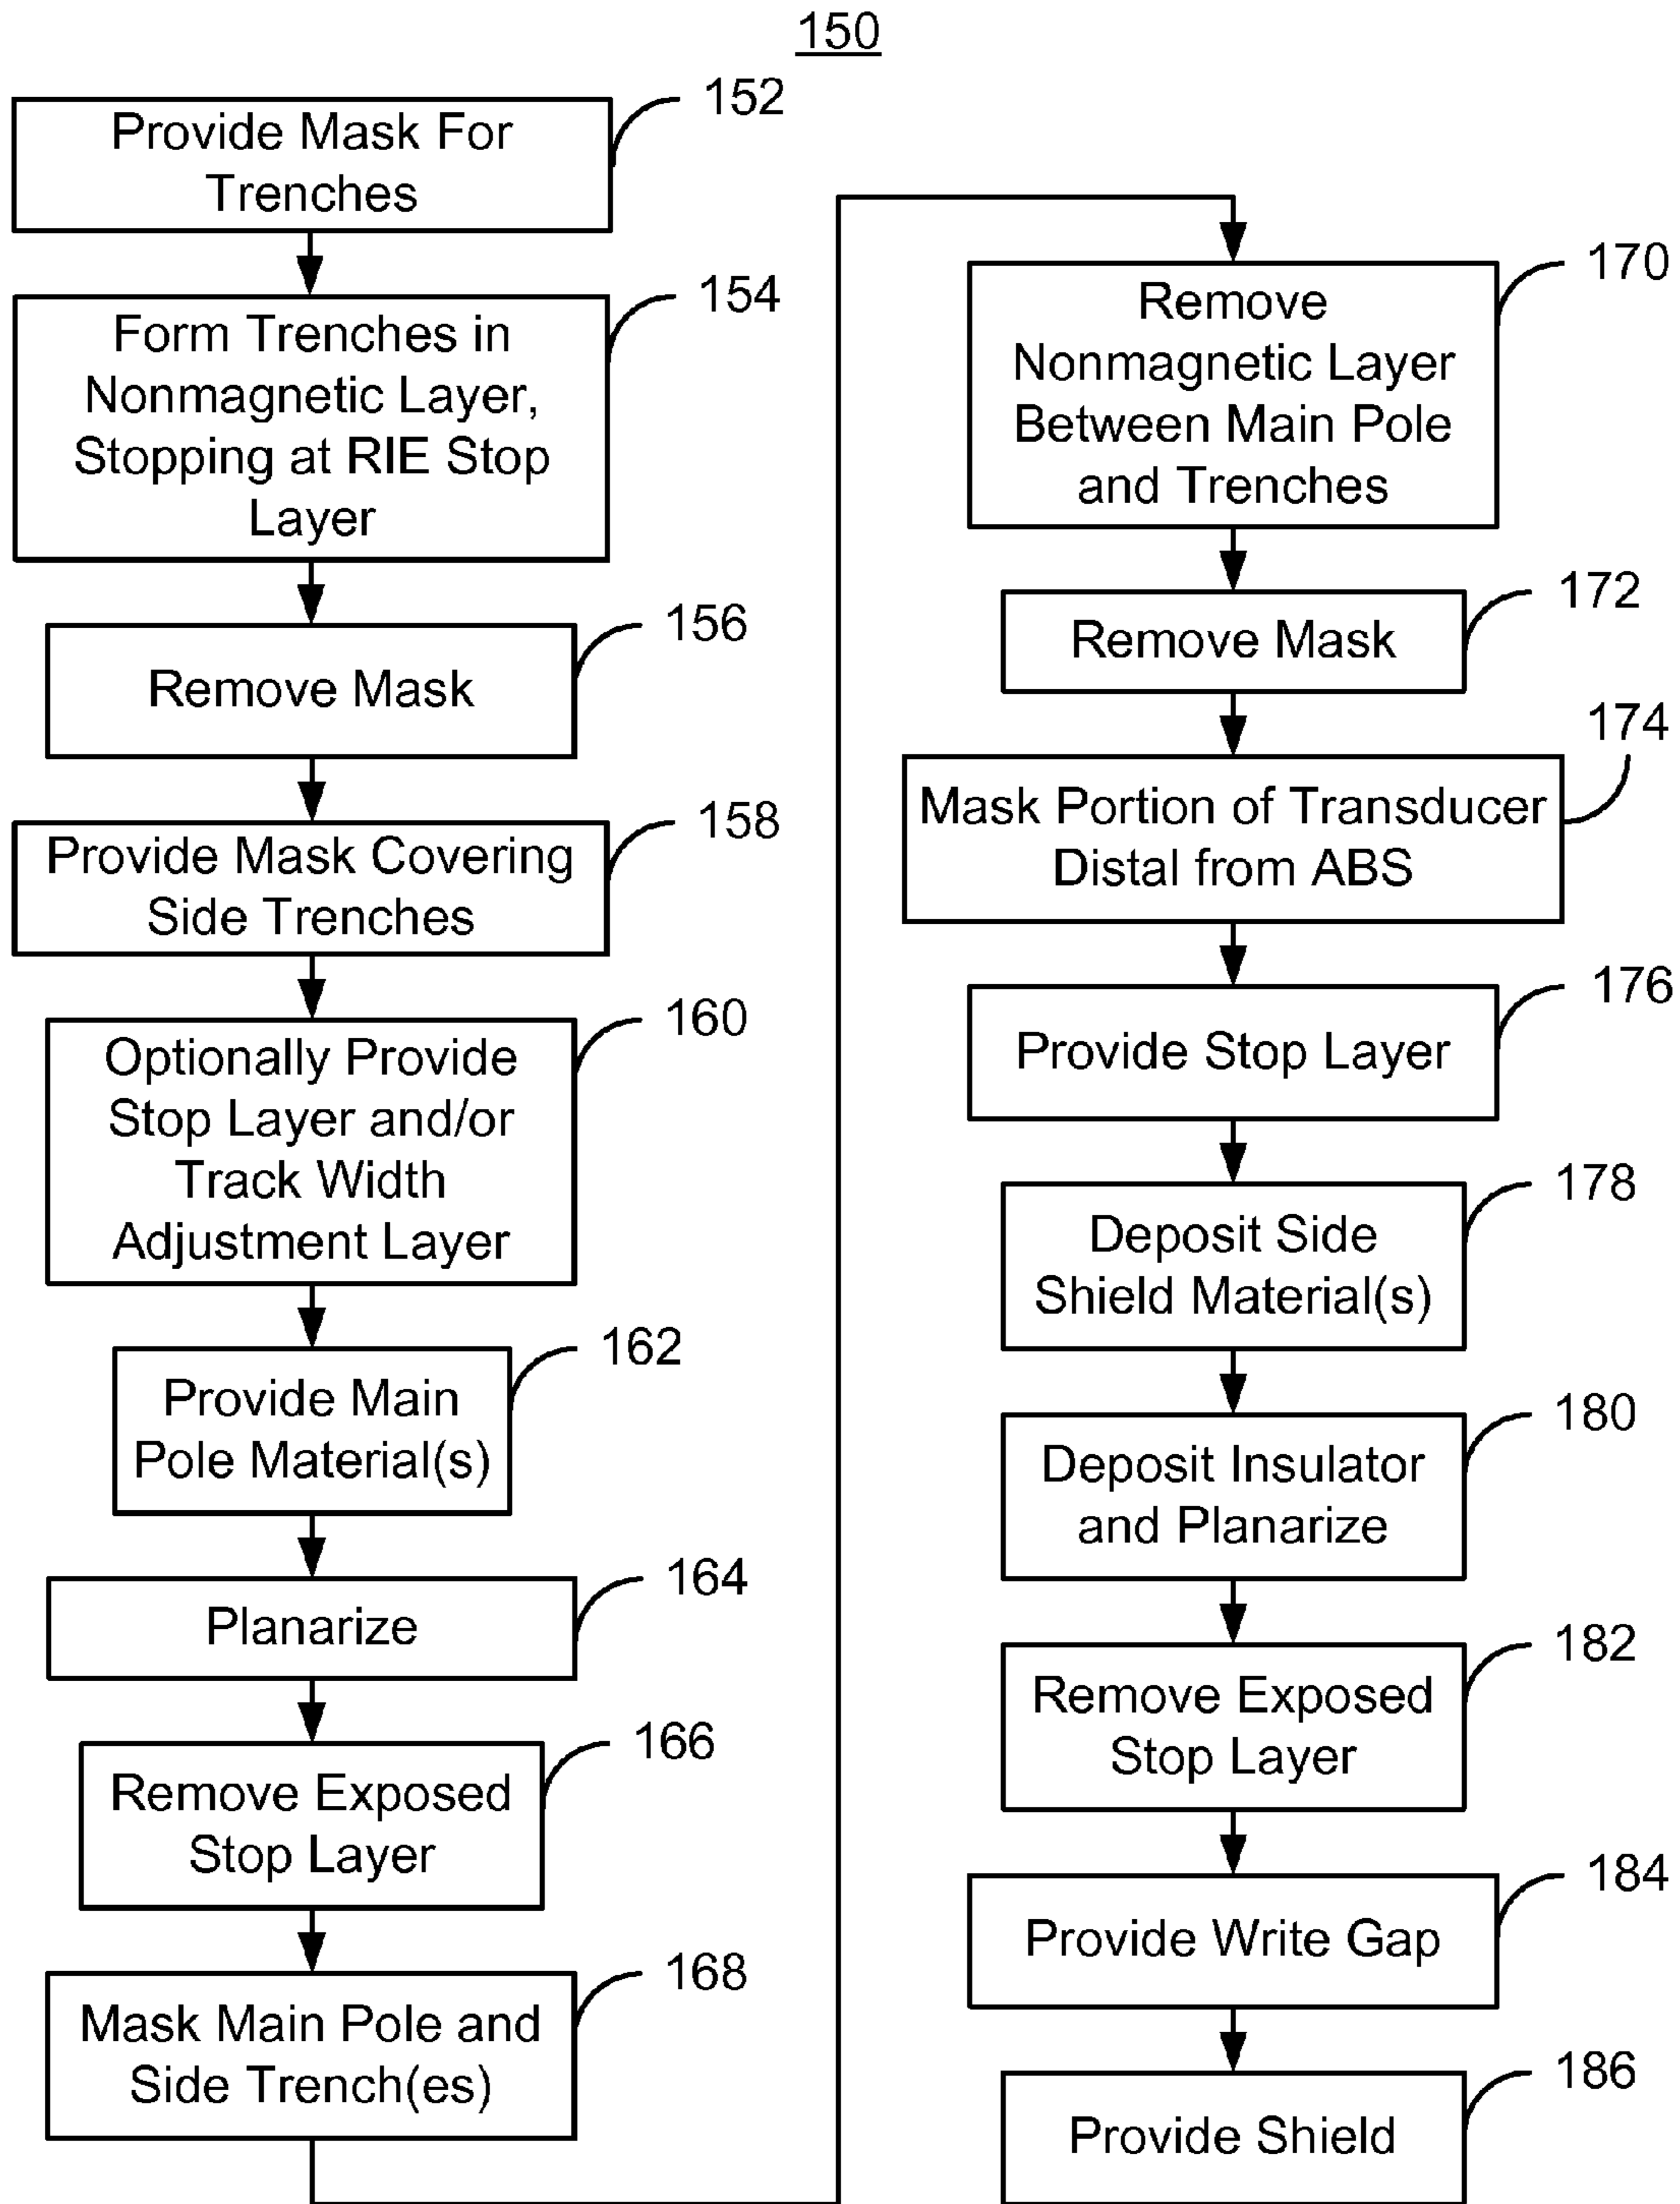 150
152
Provide Mask For
Trenches
154
Form Trenches in
Nonmagnetic Layer,
Stopping at RIE Stop
Layer
156
Remove Mask
158
Provide Mask Covering
Side Trenches
160
Optionally Provide
Stop Layer and/or
Track Width
Adjustment Layer
162
Provide Main
Pole Material(s)
164
Planarize
166
Remove Exposed
Stop Layer
168
Mask Main Pole and
Side Trench(es)
170
Remove
Nonmagnetic Layer
Between Main Pole
and Trenches
172
Remove Mask
174
Mask Portion of Transducer
Distal from ABS
176
Provide Stop Layer
178
Deposit Side
Shield Material(s)
180
Deposit Insulator
and Planarize
182
Remove Exposed
Stop Layer
184
Provide Write Gap
186
Provide Shield